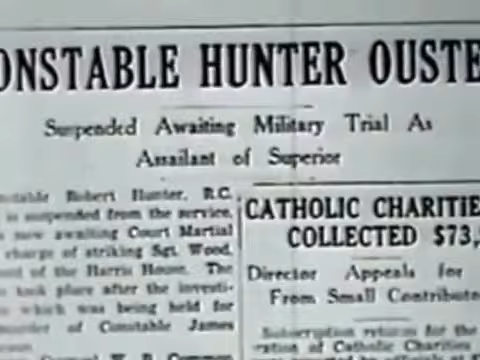 ONSTABLE HUNTER OUSTE
Suspended Awaiting Military Trial As
Assailant of Superior
nstable Robert Hunter, R.C.
is suspended from the service,
now awaiting Court Martial
charge of striking Sgt. Wood,
of the Harris House. The
took place after the investi-
which was being held for
of Constable James
CATHOLIC CHARITIE
COLLECTED $73,
Director Appeals for
From Small Contributo
Subscription returns for the
ration of Catholic Charities